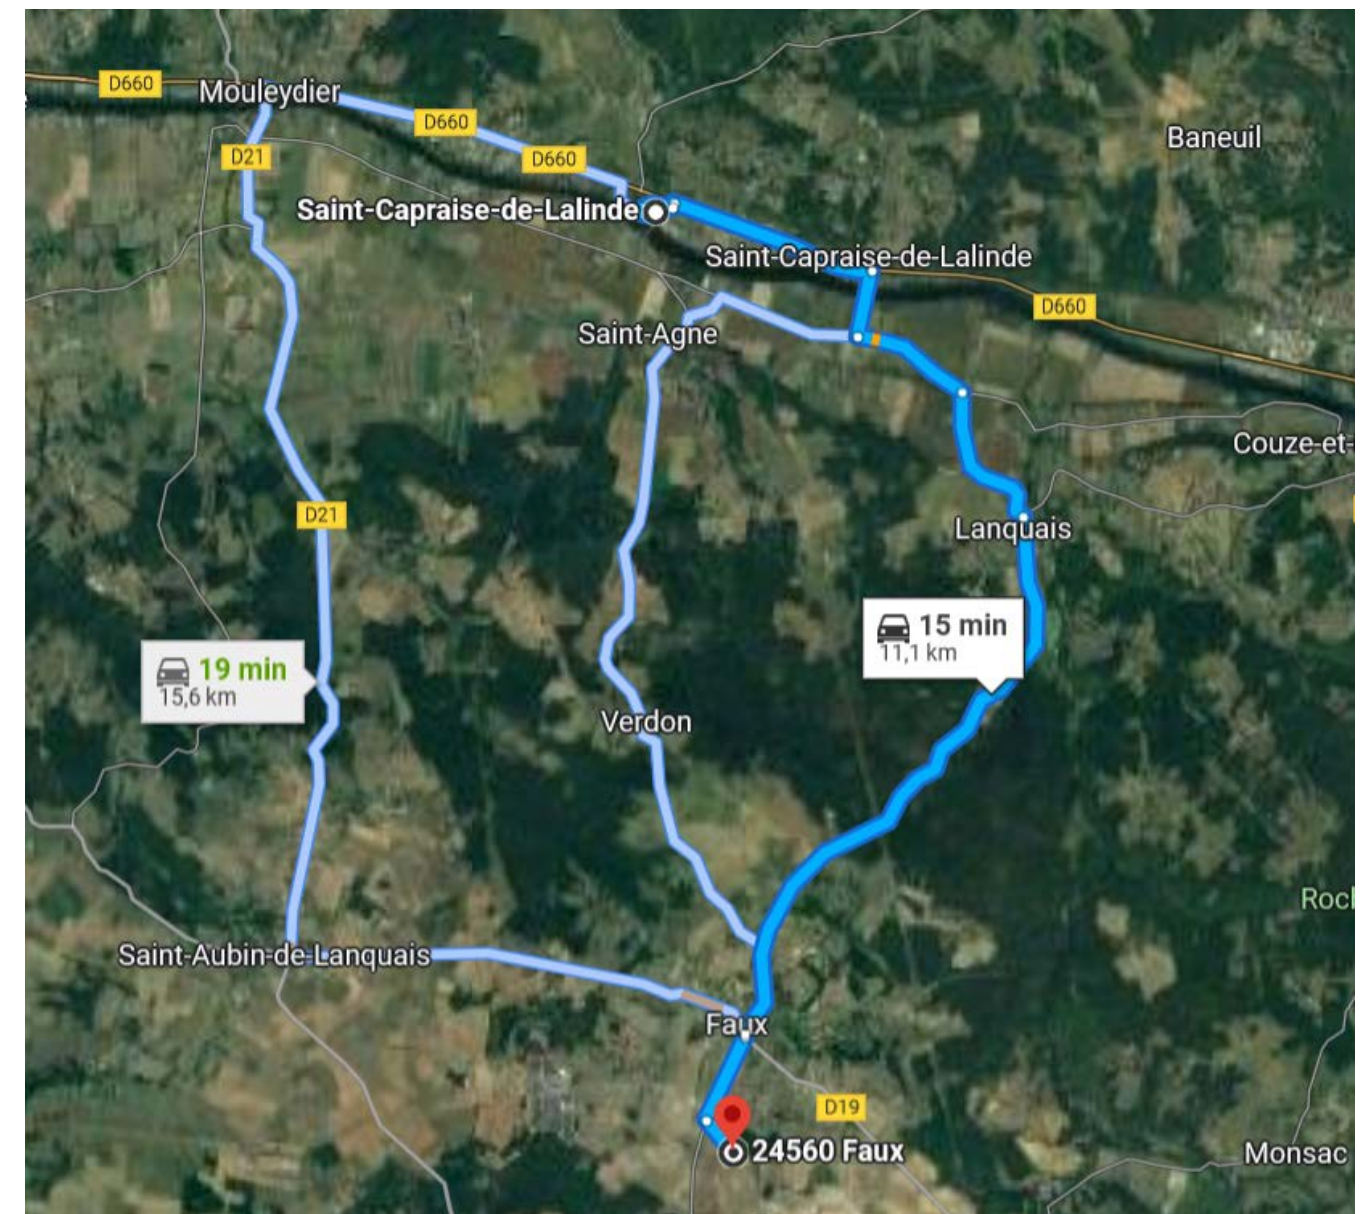 D660
Mouleydier
D660
Baneuil
D21
D660
Saint-Capraise-de-Lalinde
Saint-Capraise-de-Lalinde
D660
Saint-Agne
Couze-et-
D21
Lanquais
15 min
11,1 km
19 min
15,6 km
Verdon
Roch
Saint-Aubin-de-Lanquais
Faux
D19
24560 Faux
Monsac